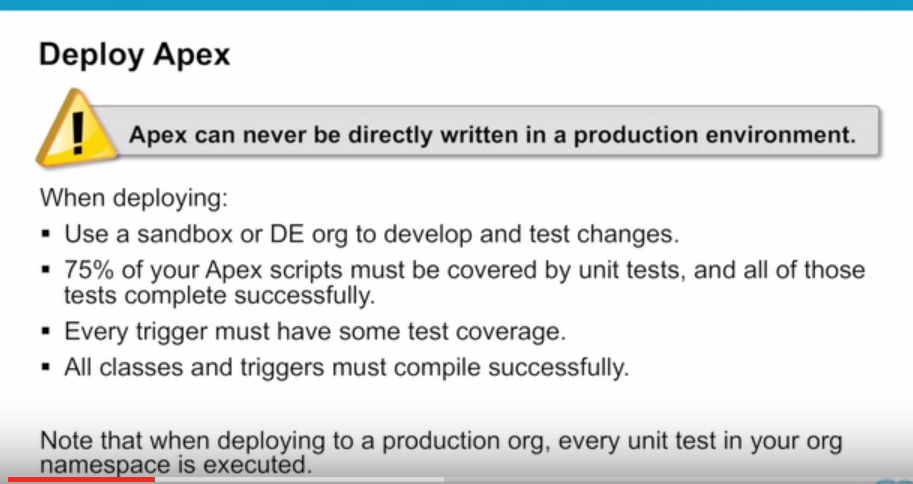 Deploy Apex
!
Apex can never be directly written in a production environment.
When deploying:
▪ Use a sandbox or DE org to develop and test changes.
▪ 75% of your Apex scripts must be covered by unit tests, and all of those
tests complete successfully.
▪ Every trigger must have some test coverage.
▪ All classes and triggers must compile successfully.
Note that when deploying to a production org, every unit test in your org
namespace is executed.